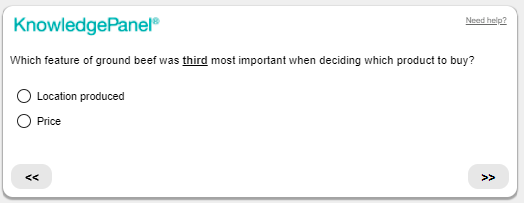 KnowledgePanel®
Need help?
Which feature of ground beef was third most important when deciding which product to buy?
Location produced
Price
<<
>>